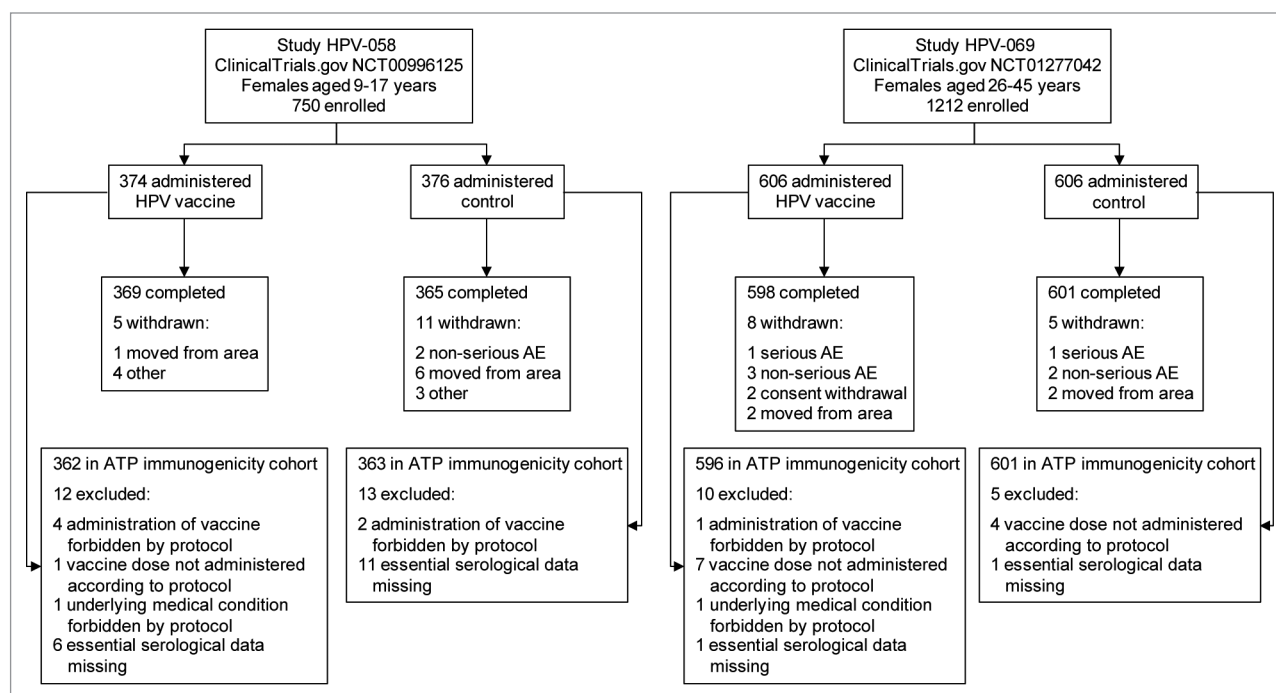 Study HPV-058
ClinicalTrials.gov NCT00996125
Females aged 9-17 years
750 enrolled
374 administered
HPV vaccine
376 administered
control
369 completed
5 withdrawn:
1 moved from area
4 other
365 completed
11 withdrawn:
2 non-serious AE
6 moved from area
3 other
362 in ATP immunogenicity cohort
12 excluded:
4 administration of vaccine
forbidden by protocol
1 vaccine dose not administered
according to protocol
1 underlying medical condition
forbidden by protocol
6 essential serological data
missing
363 in ATP immunogenicity cohort
13 excluded:
2 administration of vaccine
forbidden by protocol
11 essential serological data
missing
Study HPV-069
ClinicalTrials.gov NCT01277042
Females aged 26-45 years
1212 enrolled
606 administered
HPV vaccine
606 administered
control
598 completed
8 withdrawn:
1 serious AE
3 non-serious AE
2 consent withdrawal
2 moved from area
601 completed
5 withdrawn:
1 serious AE
2 non-serious AE
2 moved from area
596 in ATP immunogenicity cohort
10 excluded:
1 administration of vaccine
forbidden by protocol
7 vaccine dose not administered
according to protocol
1 underlying medical condition
forbidden by protocol
1 essential serological data
missing
601 in ATP immunogenicity cohort
5 excluded:
4 vaccine dose not administered
according to protocol
1 essential serological data
missing